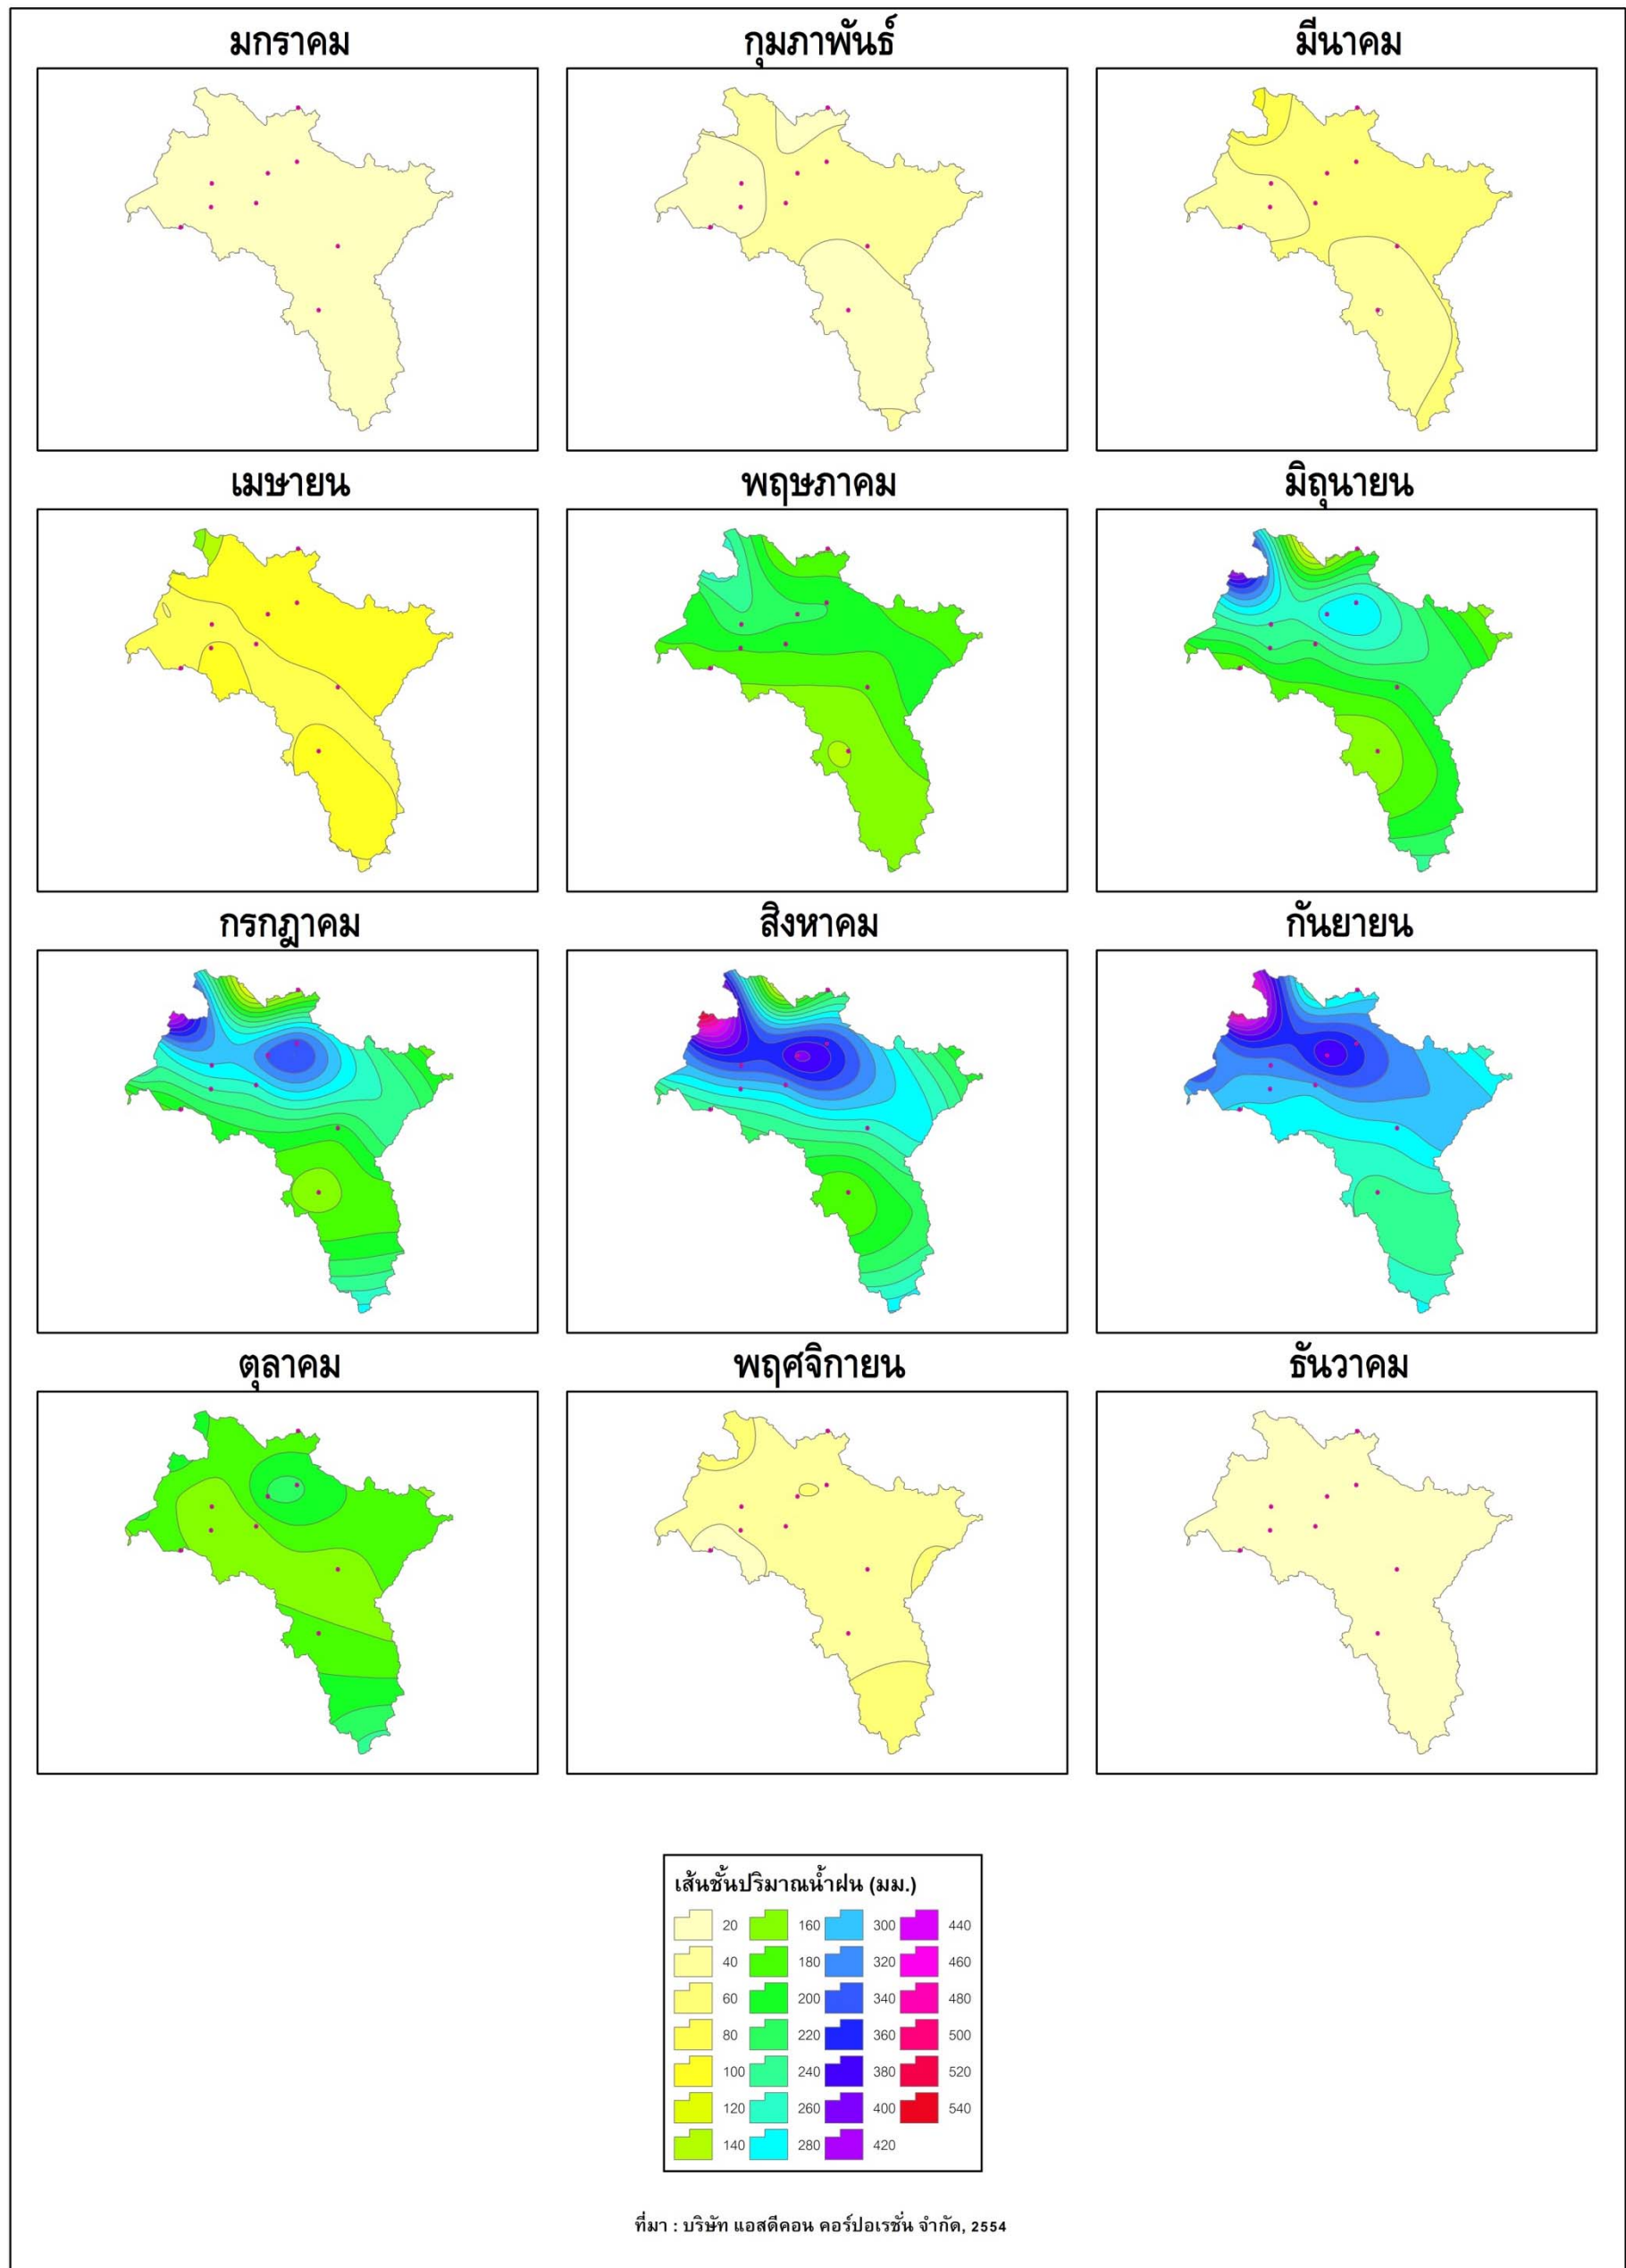 มกราคม
กุมภาพันธ์
มีนาคม
เมษายน
พฤษภาคม
มิถุนายน
กรกฎาคม
สิงหาคม
กันยายน
ตุลาคม
พฤศจิกายน
ธันวาคม
เส้นชั้นปริมาณน้ำฝน (มม.)
20 160 300 440
40 180 320 460
60 200 340 480
80 220 360 500
100 240 380 520
120 260 400 540
140 280 420
ที่มา : บริษัท แอสดีคอน คอร์ปอเรชั่น จำกัด, 2554